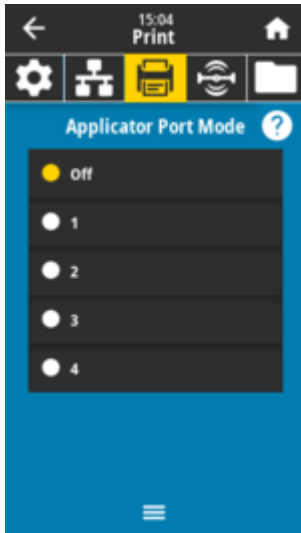 15:04
Print
Applicator Port Mode ?
Off
1
2
3
4